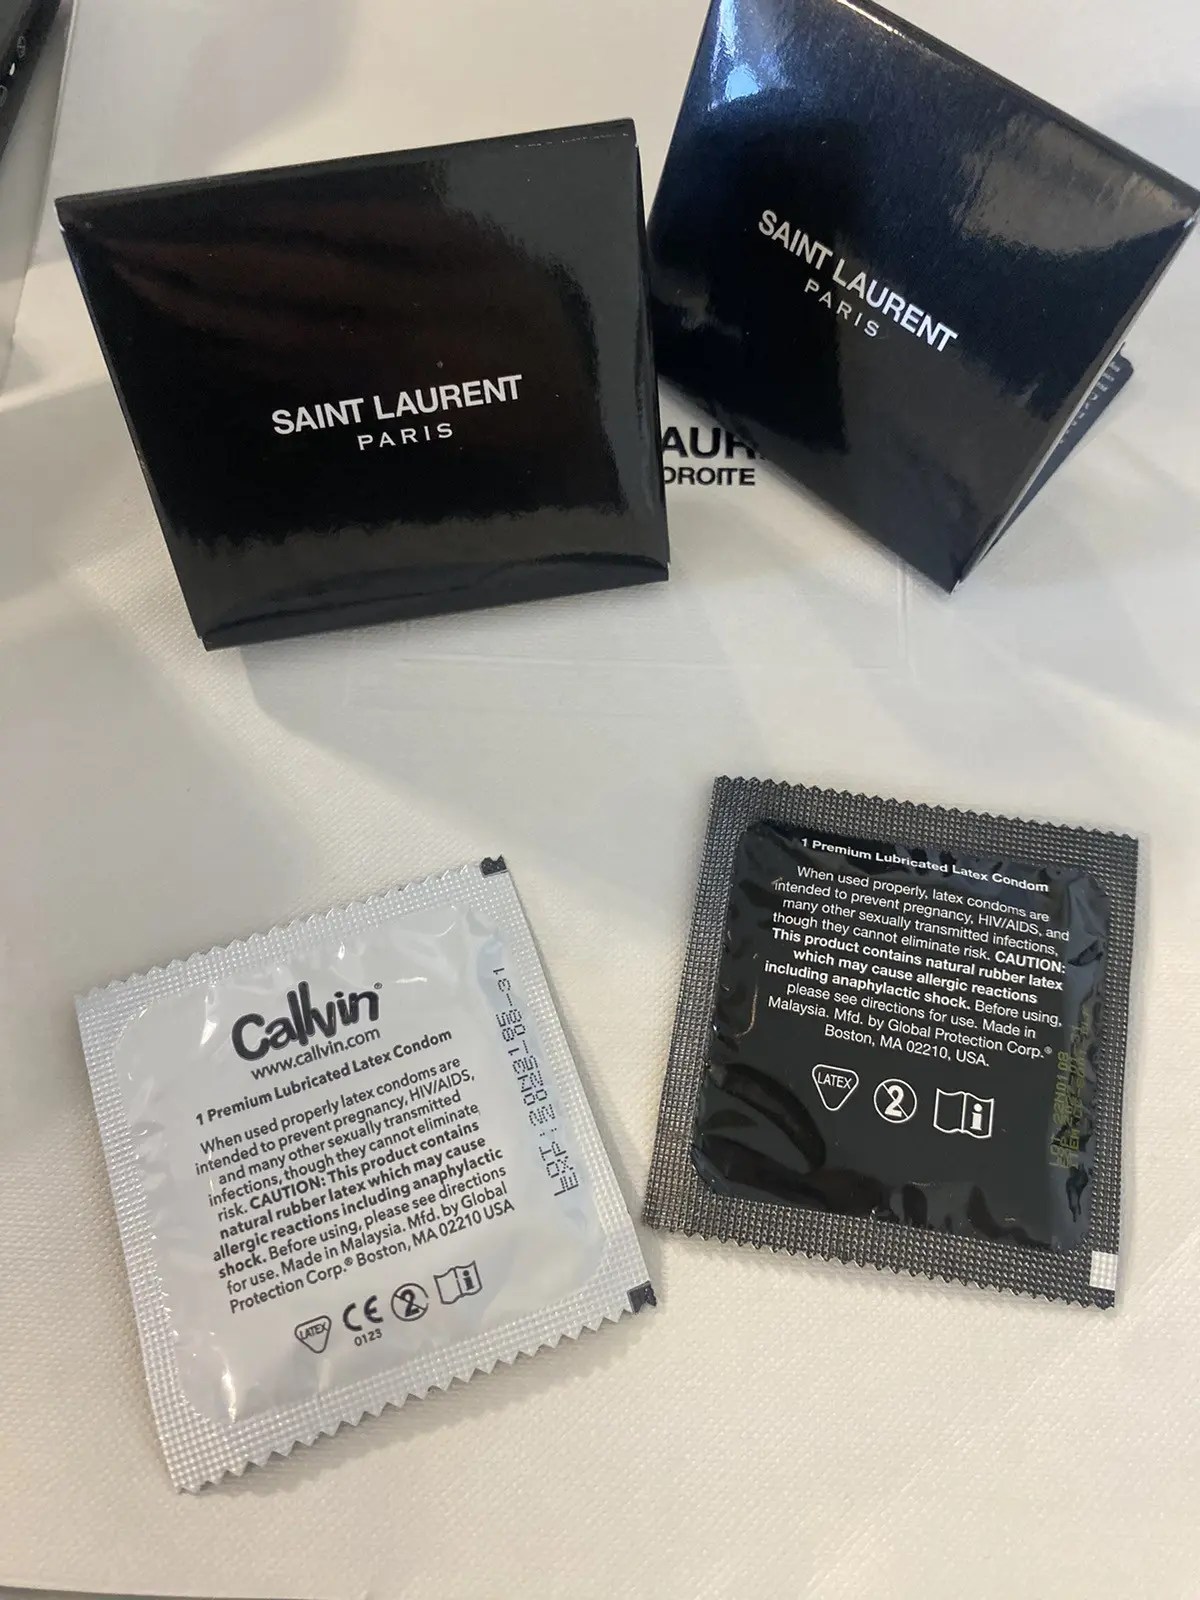 SAINT LAURENT
PARIS
SAINT LAURENT
PARIS
DROITE
Callvin®
www.callvin.com
1 Premium Lubricated Latex Condom
When used properly latex condoms are
intended to prevent pregnancy, HIV/AIDS,
and many other sexually transmitted
infections, though they cannot eliminate
risk. CAUTION: This product contains
natural rubber latex which may cause
allergic reactions including anaphylactic
shock. Before using, please see directions
for use. Made in Malaysia. Mfd. by Global
Protection Corp.® Boston, MA 02210 USA
LATEX
CE
0123
2
i
LOT: 20N3185
EXP: 2025-08-31
1 Premium Lubricated Latex Condom
When used properly, latex condoms are
intended to prevent pregnancy, HIV/AIDS, and
many other sexually transmitted infections,
though they cannot eliminate risk. CAUTION:
This product contains natural rubber latex
which may cause allergic reactions
including anaphylactic shock. Before using,
please see directions for use. Made in
Malaysia. Mfd. by Global Protection Corp.®
Boston, MA 02210, USA.
LATEX
2
i